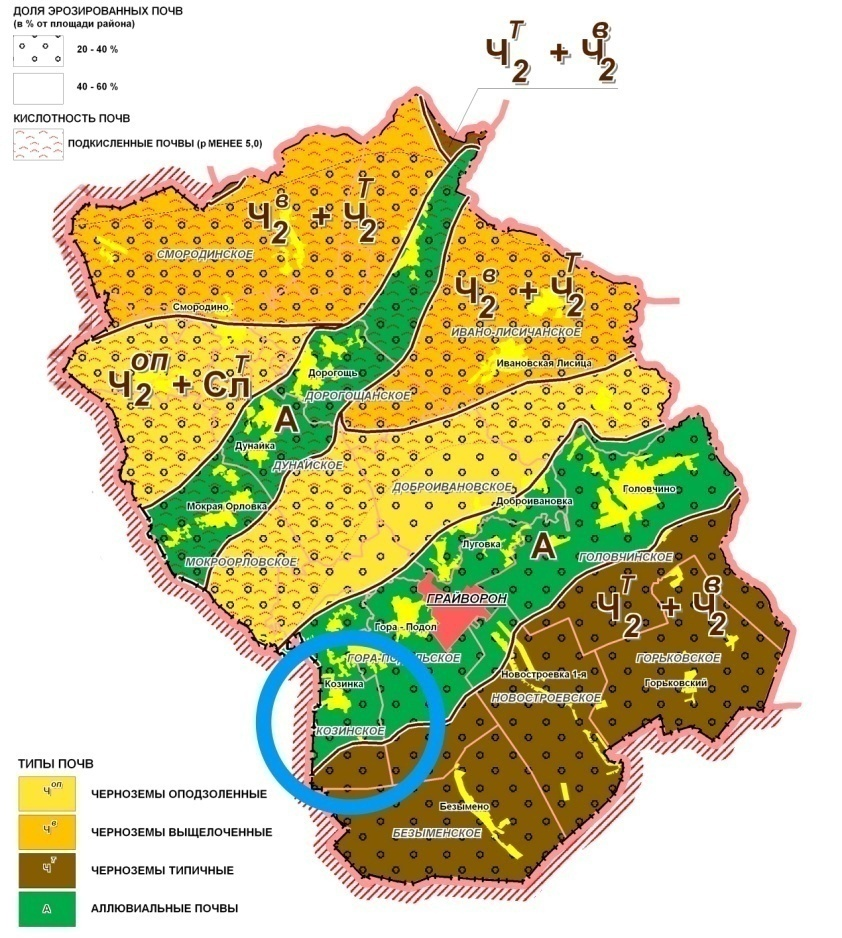 ДОЛЯ ЭРОЗИРОВАННЫХ ПОЧВ
(в % от площади района)
20 - 40 %
40 - 60 %
КИСЛОТНОСТЬ ПОЧВ
ПОДКИСЛЕННЫЕ ПОЧВЫ (p МЕНЕЕ 5,0)
Ч2Т + Ч2В
Ч2В + Ч2Т
СМОРОДИНСКОЕ
Смородино
Ч2В + Ч2Т
ИВАНО-ЛИСИЧАНСКОЕ
Ивановская Лисица
Ч2ОП + СлТ
Дорогощь
ДОРОГОЩАНСКОЕ
А
Дунайка
ДУНАЙСКОЕ
ДОБРОИВАНОВСКОЕ
Доброивановка
Головчино
Мокрая Орловка
Луговка
А
ГОЛОВЧИНСКОЕ
МОКРООРЛОВСКОЕ
ГРАЙВОРОН
Ч2Т + Ч2В
Гора - Подол
ГОРА-ПОДОЛЬСКОЕ
ГОРЬКОВСКОЕ
Новостроевка 1-я
Козинка
Горьковский
НОВОСТРОЕВСКОЕ
КОЗИНСКОЕ
Безымено
БЕЗЫМЕНСКОЕ
ТИПЫ ПОЧВ
Чоп ЧЕРНОЗЕМЫ ОПОДЗОЛЕННЫЕ
Чв ЧЕРНОЗЕМЫ ВЫЩЕЛОЧЕННЫЕ
Чт ЧЕРНОЗЕМЫ ТИПИЧНЫЕ
А АЛЛЮВИАЛЬНЫЕ ПОЧВЫ